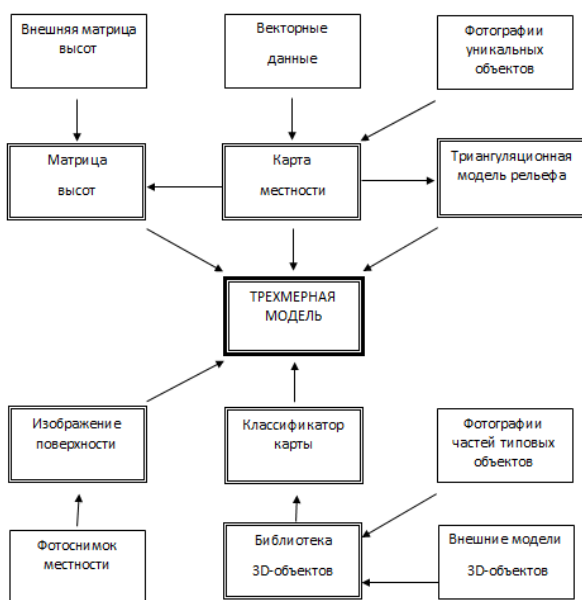 Внешняя матрица
высот
Векторные
данные
Фотографии
уникальных
объектов
Матрица
высот
Карта
местности
Триангуляционная
модель рельефа
ТРЕХМЕРНАЯ
МОДЕЛЬ
Изображение
поверхности
Классификатор
карты
Фотографии
частей типовых
объектов
Фотоснимок
местности
Библиотека
3D-объектов
Внешние модели
3D-объектов